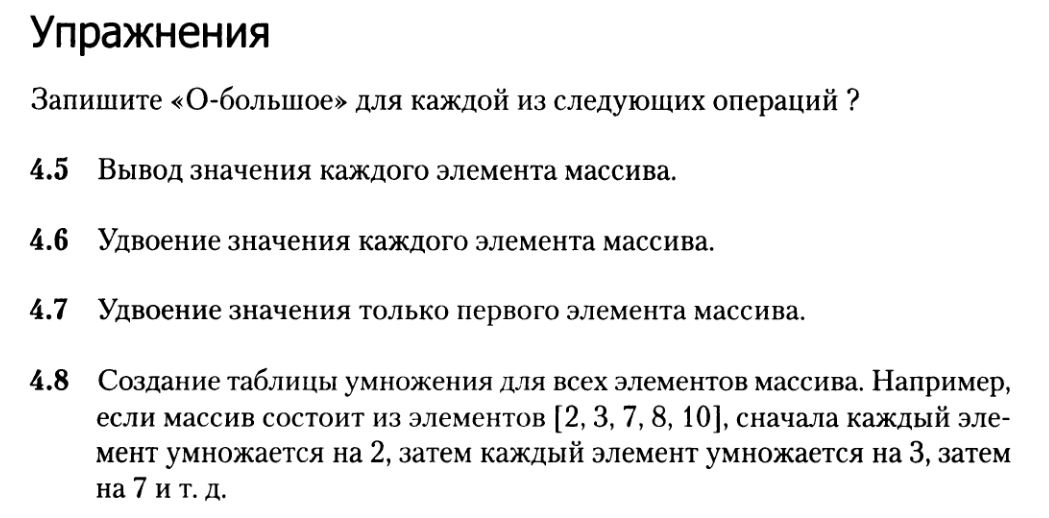 Упражнения
Запишите «О-большое» для каждой из следующих операций ?
4.5 Вывод значения каждого элемента массива.
4.6 Удвоение значения каждого элемента массива.
4.7 Удвоение значения только первого элемента массива.
4.8 Создание таблицы умножения для всех элементов массива. Например,
если массив состоит из элементов [2, 3, 7, 8, 10], сначала каждый эле-
мент умножается на 2, затем каждый элемент умножается на 3, затем
на 7 и т. д.